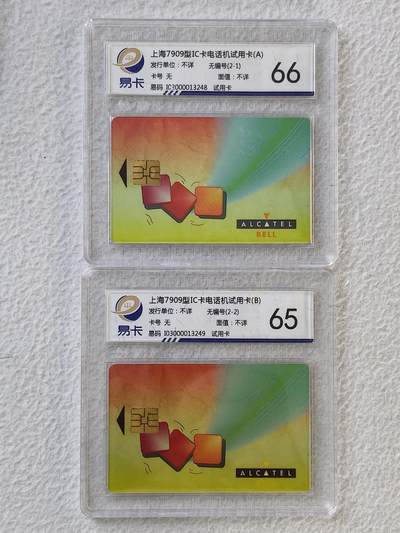 上海7909型IC卡电话机试用卡(A)
发行单位：不详 无编号(2-1)
卡号 无 面值：不详
易码 IC3000013248 试用卡
易卡
66
ALCATEL
BELL
上海7909型IC卡电话机试用卡(B)
发行单位：不详 无编号(2-2)
卡号 无 面值：不详
易码 IC3000013249 试用卡
易卡
65
ALCATEL